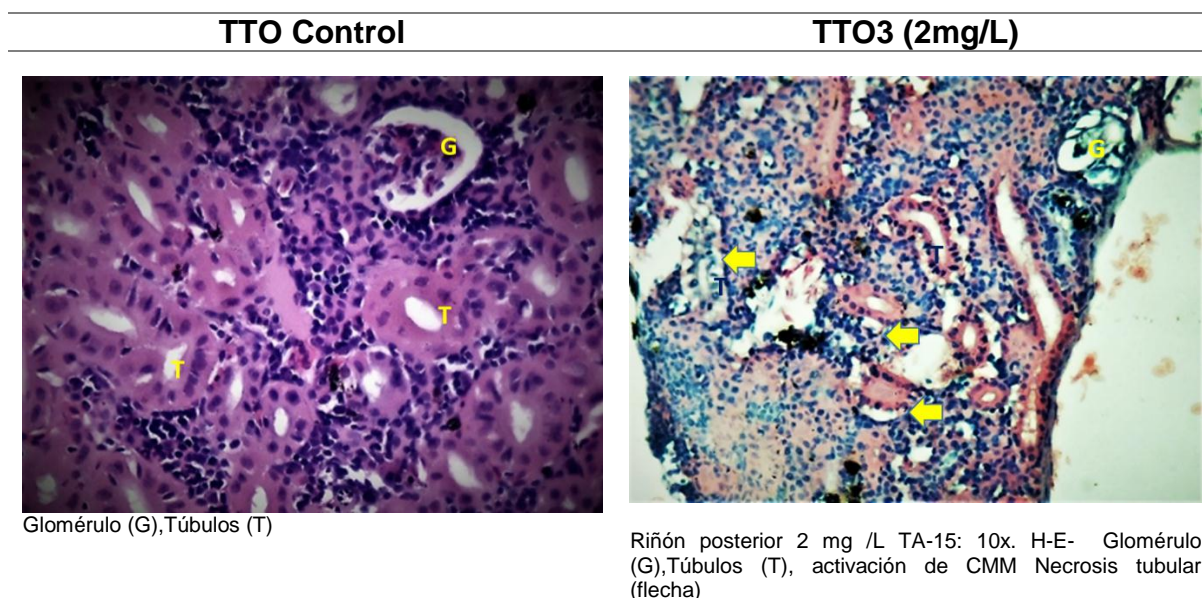 TTO Control
TTO3 (2mg/L)
G
T
T
G
T
T
Glomérulo (G),Túbulos (T)
Riñón posterior 2 mg /L TA-15: 10x. H-E- Glomérulo
(G),Túbulos (T), activación de CMM Necrosis tubular
(flecha)